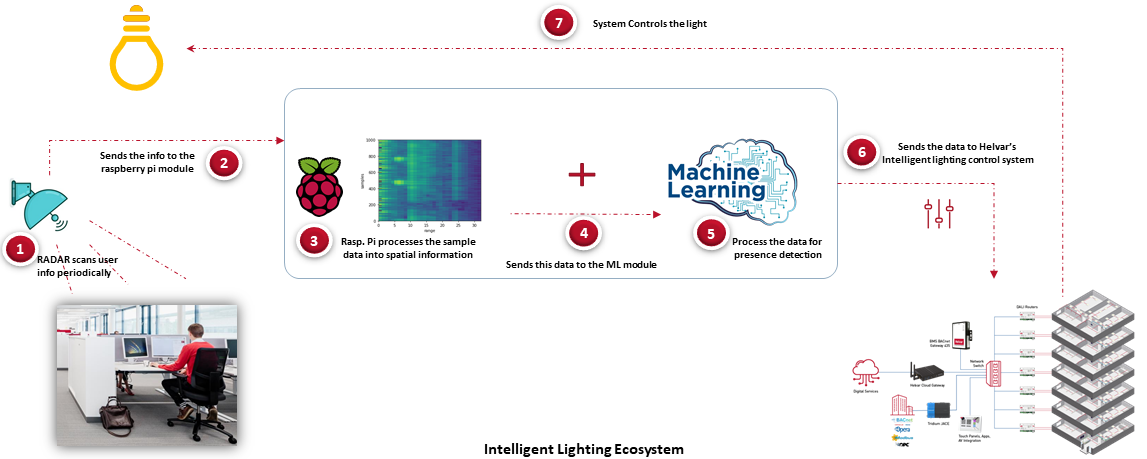 7
System Controls the light
Sends the info to the
raspberry pi module
2
1
RADAR scans user
info periodically
1000
800
600
400
200
0
samples
0 5 10 15 20 25 30
range
3
Rasp. Pi processes the sample
data into spatial information
+
4
Sends this data to the ML module
Machine
Learning
5
Process the data for
presence detection
6
Sends the data to Helvar's
Intelligent lighting control system
DALI Routers
BMS BACnet
Gateway
Network
Switch
Digital Services
Helvar Cloud Gateway
BACnet
Opera
Modbus
OPC
Tridium JACE
Touch Panels, Apps,
AV Integration
Intelligent Lighting Ecosystem